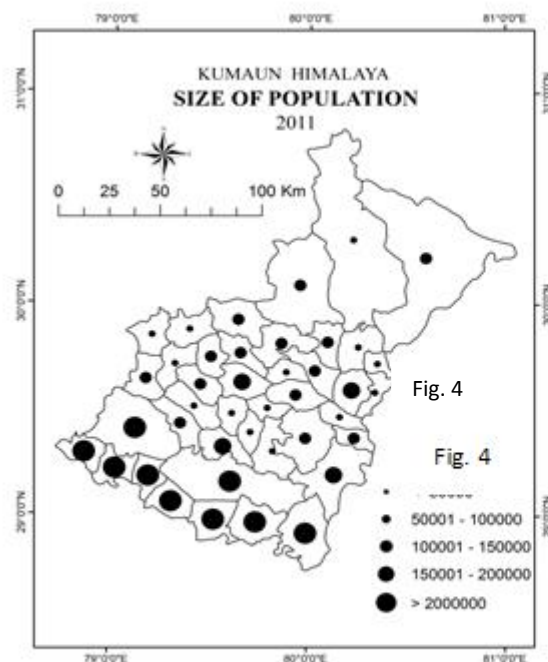 79°0'0"E 80°0'0"E 81°0'0"E
KUMAUN HIMALAYA
SIZE OF POPULATION
2011
31°0'0"N
0 25 50 100 Km
30°0'0"N
Fig. 4
Fig. 4
50001 - 100000
29°0'0"N
100001 - 150000
150001 - 200000
> 2000000
79°0'0"E 80°0'0"E 81°0'0"E